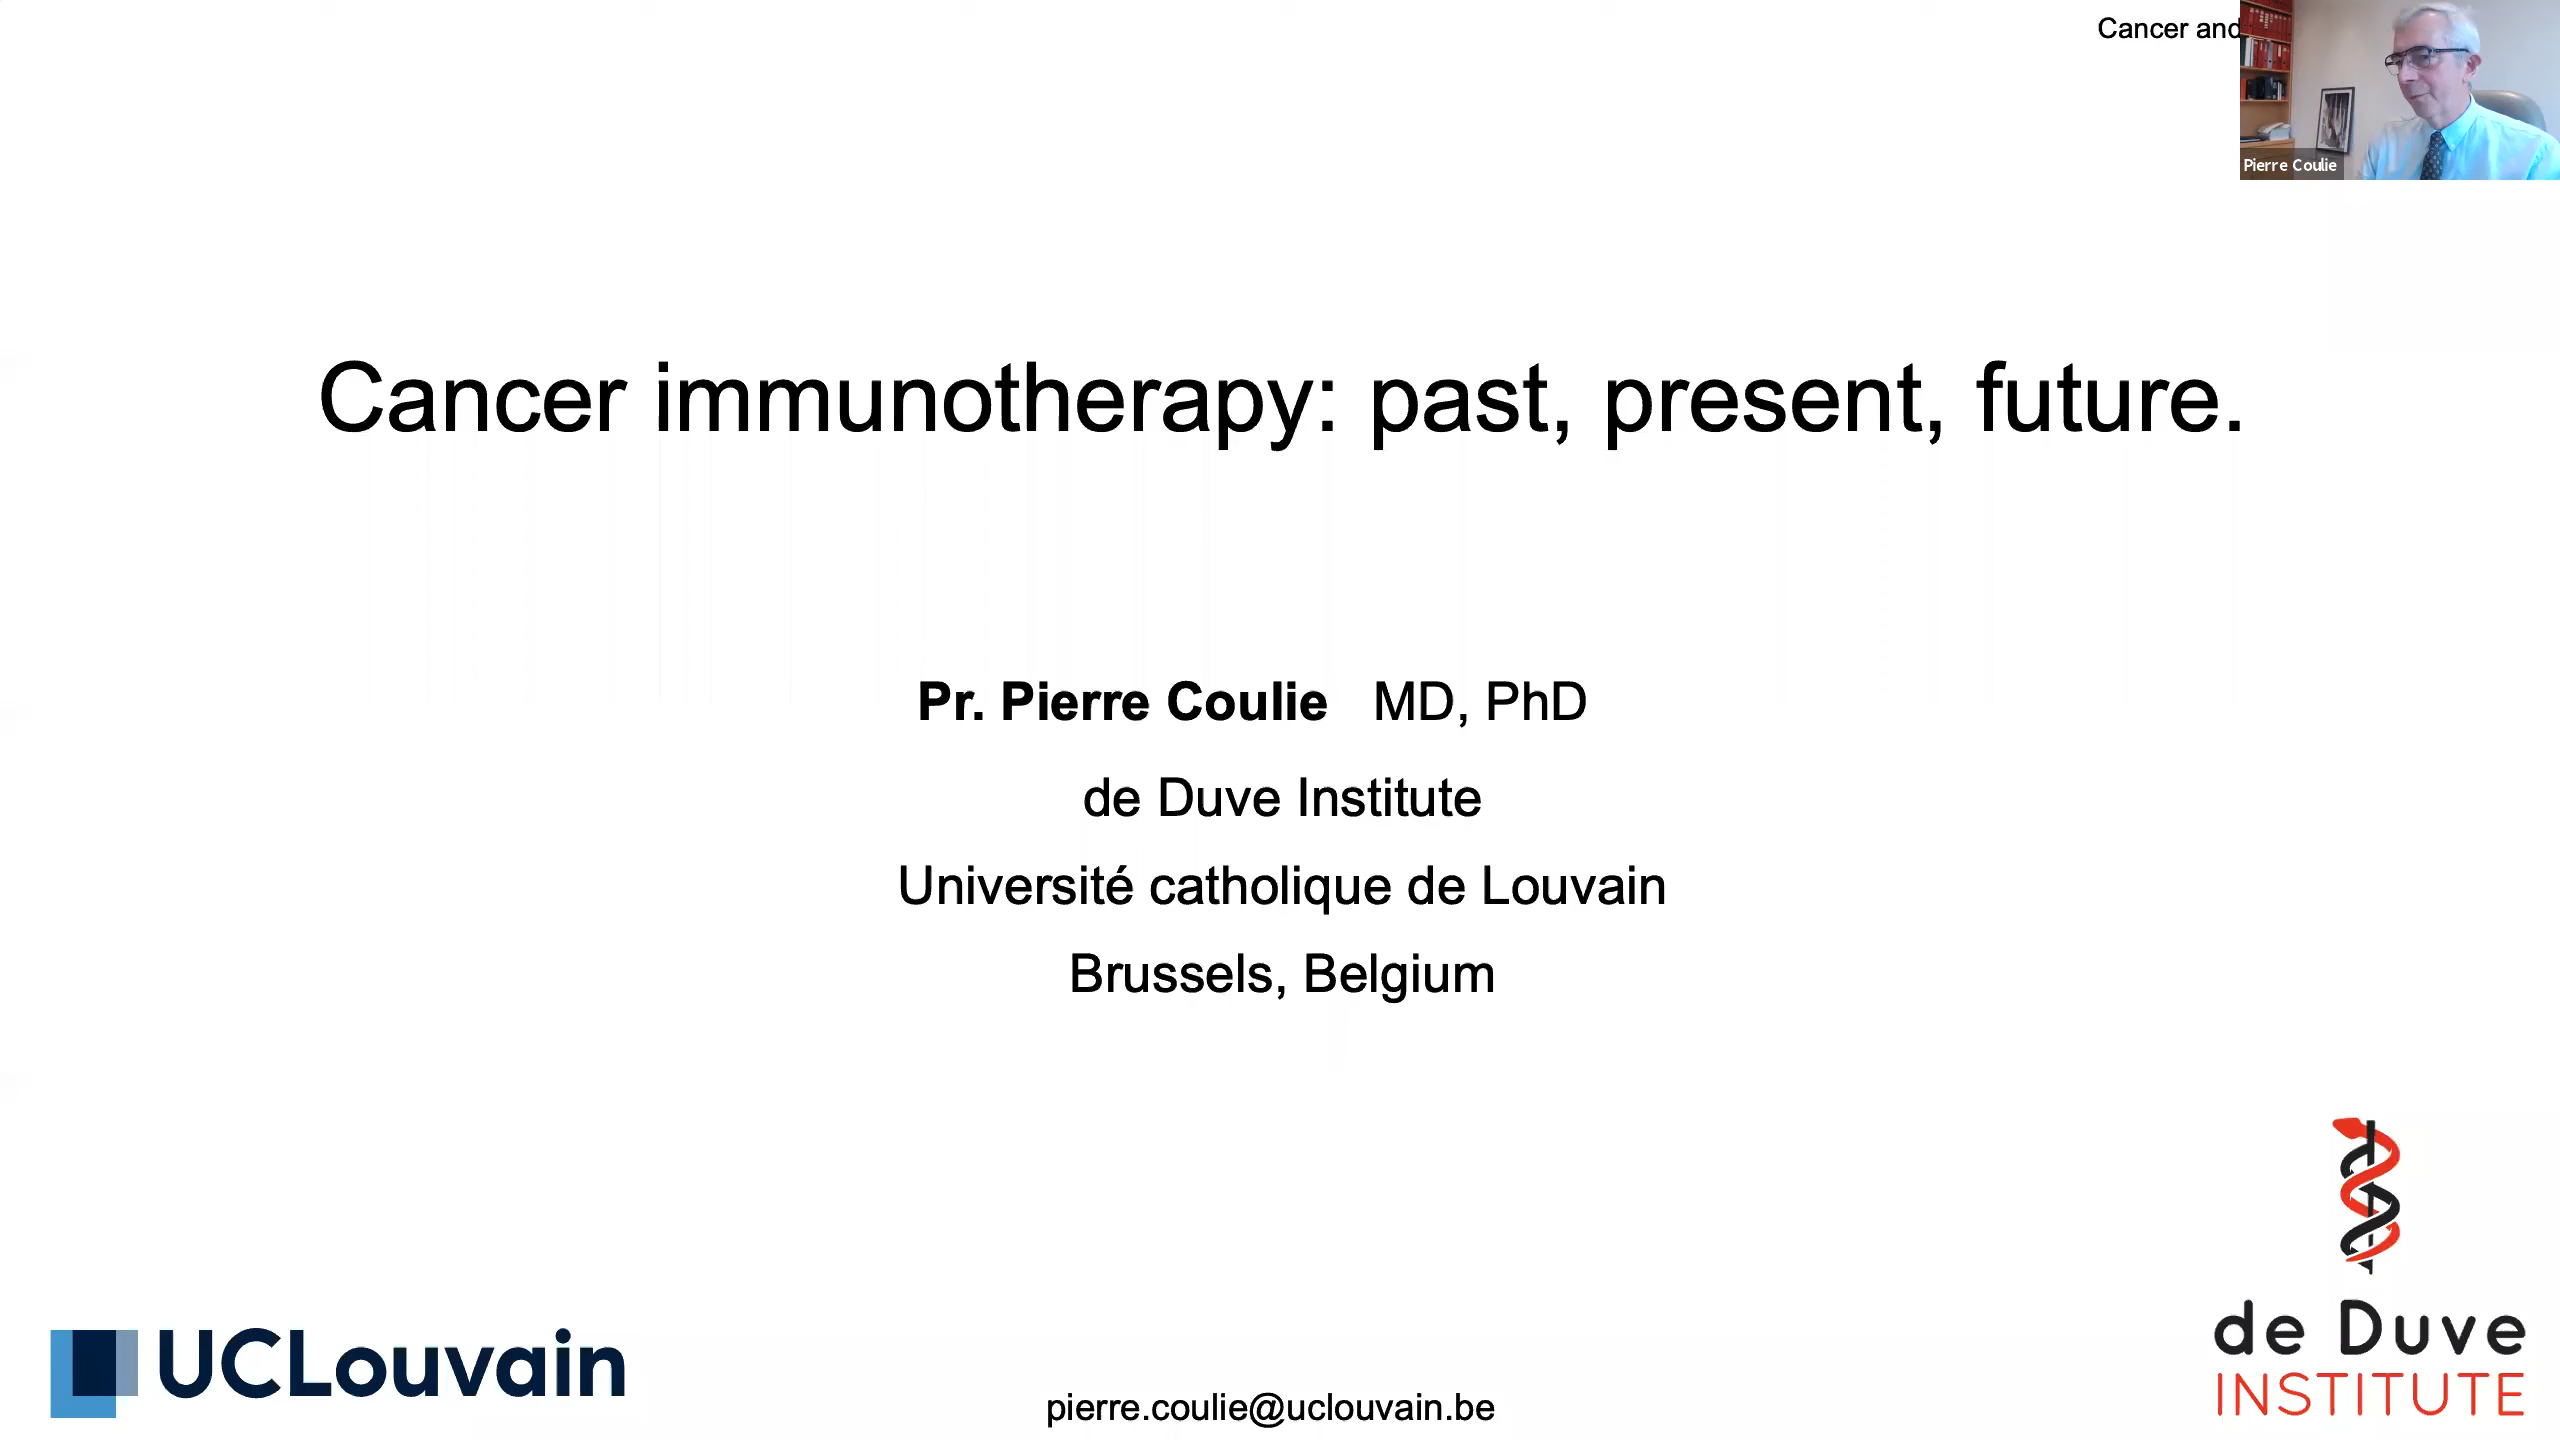 Cancer and
Pierre Coulie
Cancer immunotherapy: past, present, future.
Pr. Pierre Coulie MD, PhD
de Duve Institute
Université catholique de Louvain
Brussels, Belgium
UCLouvain
pierre.coulie@uclouvain.be
de Duve
INSTITUTE